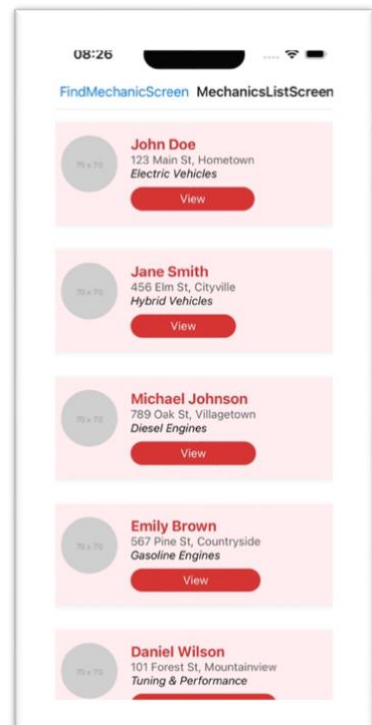 08:26
FindMechanicScreen MechanicsListScreen
70 x 70
John Doe
123 Main St, Hometown
Electric Vehicles
View
70 x 70
Jane Smith
456 Elm St, Cityville
Hybrid Vehicles
View
70 x 70
Michael Johnson
789 Oak St, Villagetown
Diesel Engines
View
70 x 70
Emily Brown
567 Pine St, Countryside
Gasoline Engines
View
70 x 70
Daniel Wilson
101 Forest St, Mountainview
Tuning & Performance